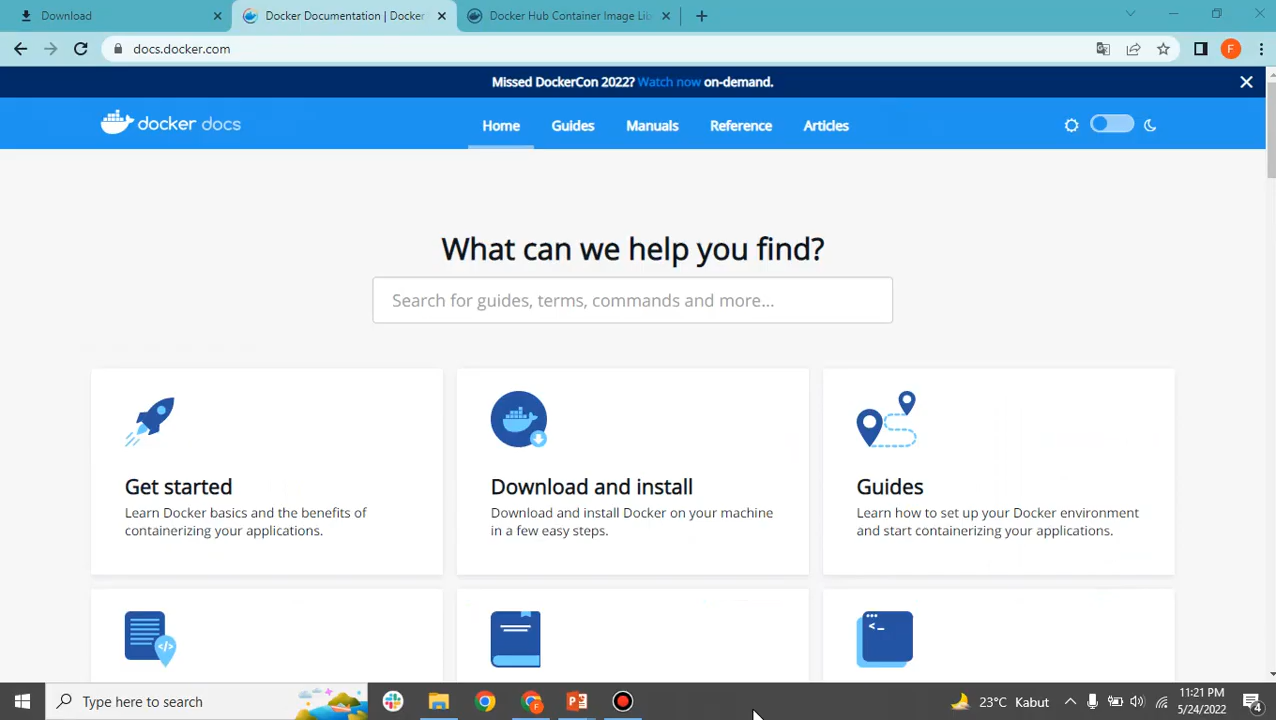 Download
Docker Documentation | Docker
Docker Hub Container Image Lib
docs.docker.com
Missed DockerCon 2022? Watch now on-demand.
docker docs
Home
Guides
Manuals
Reference
Articles
What can we help you find?
Search for guides, terms, commands and more...
Get started
Learn Docker basics and the benefits of
containerizing your applications.
Download and install
Download and install Docker on your machine
in a few easy steps.
Guides
Learn how to set up your Docker environment
and start containerizing your applications.
Type here to search
23°C Kabut
11:21 PM
5/24/2022
4